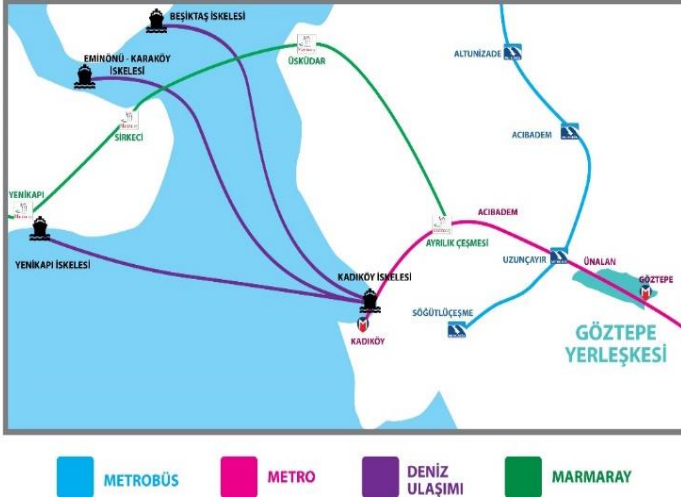 BEŞİKTAŞ İSKELESİ
EMİNÖNÜ - KARAKÖY
İSKELESİ
ÜSKÜDAR
ALTUNİZADE
SİRKECİ
ACIBADEM
YENİKAPI
ACIBADEM
AYRILIK ÇEŞMESİ
YENİKAPI İSKELESİ
UZUNÇAYIR
ÜNALAN
KADIKÖY İSKELESİ
GÖZTEPE
SÖĞÜTLÜÇEŞME
KADIKÖY
GÖZTEPE
YERLEŞKESİ
METROBÜS
METRO
DENİZ
ULAŞIMI
MARMARAY